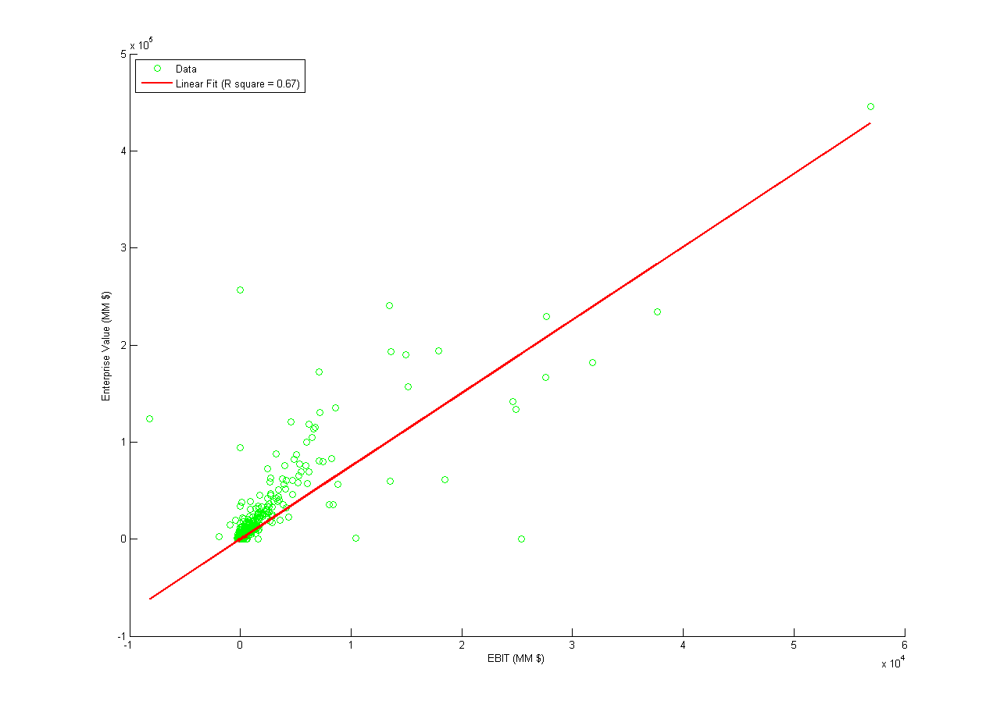 x 10^5
Data
Linear Fit (R square = 0.67)
5
4
3
2
1
0
-1
Enterprise Value (MM $)
-1 0 1 2 3 4 5 6
EBIT (MM $)
x 10^4